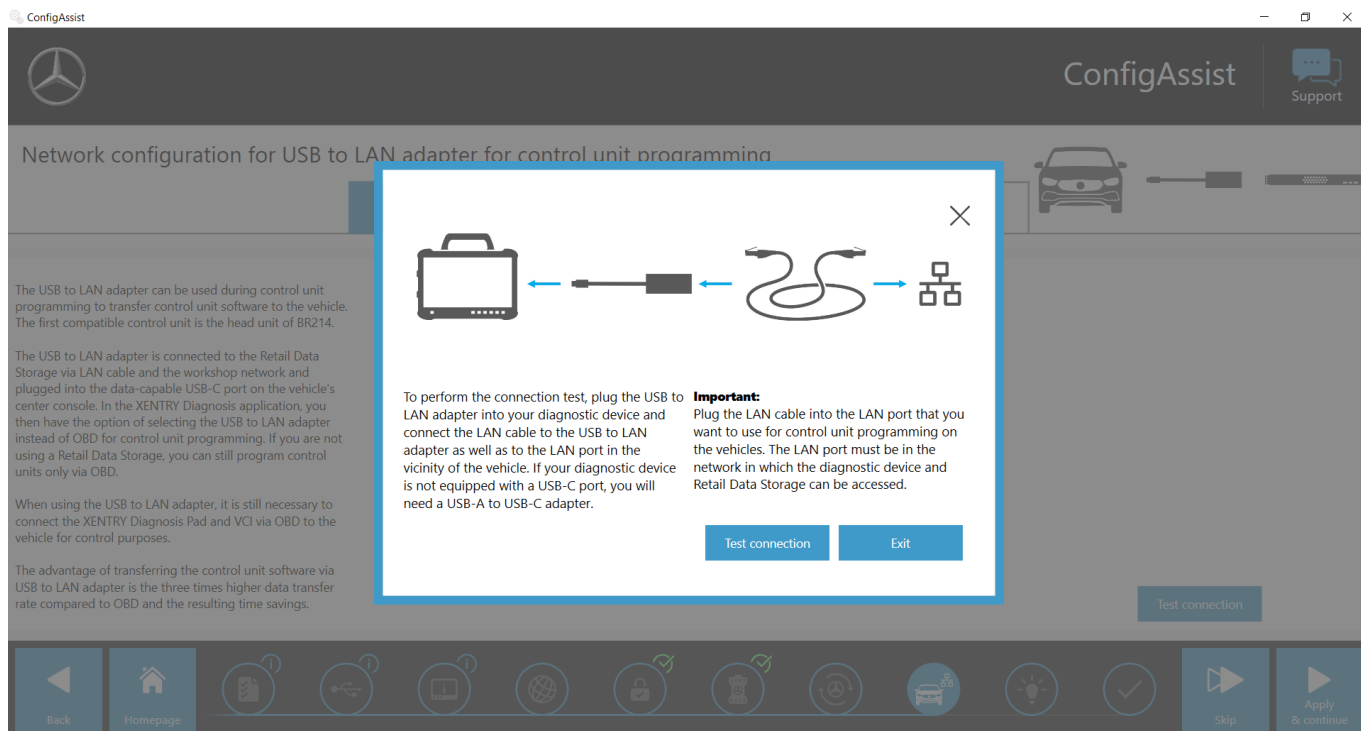 ConfigAssist
ConfigAssist
Support
Network configuration for USB to LAN adapter for control unit programming
The USB to LAN adapter can be used during control unit
programming to transfer control unit software to the vehicle.
The first compatible control unit is the head unit of BR214.
The USB to LAN adapter is connected to the Retail Data
Storage via LAN cable and the workshop network and
plugged into the data-capable USB-C port on the vehicle's
center console. In the XENTRY Diagnosis application, you
then have the option of selecting the USB to LAN adapter
instead of OBD for control unit programming. If you are not
using a Retail Data Storage, you can still program control
units only via OBD.
When using the USB to LAN adapter, it is still necessary to
connect the XENTRY Diagnosis Pad and VCI via OBD to the
vehicle for control purposes.
The advantage of transferring the control unit software via
USB to LAN adapter is the three times higher data transfer
rate compared to OBD and the resulting time savings.
To perform the connection test, plug the USB to
LAN adapter into your diagnostic device and
connect the LAN cable to the USB to LAN
adapter as well as to the LAN port in the
vicinity of the vehicle. If your diagnostic device
is not equipped with a USB-C port, you will
need a USB-A to USB-C adapter.
Important:
Plug the LAN cable into the LAN port that you
want to use for control unit programming on
the vehicles. The LAN port must be in the
network in which the diagnostic device and
Retail Data Storage can be accessed.
Test connection
Exit
Test connection
Back
Homepage
Skip
Apply
& continue